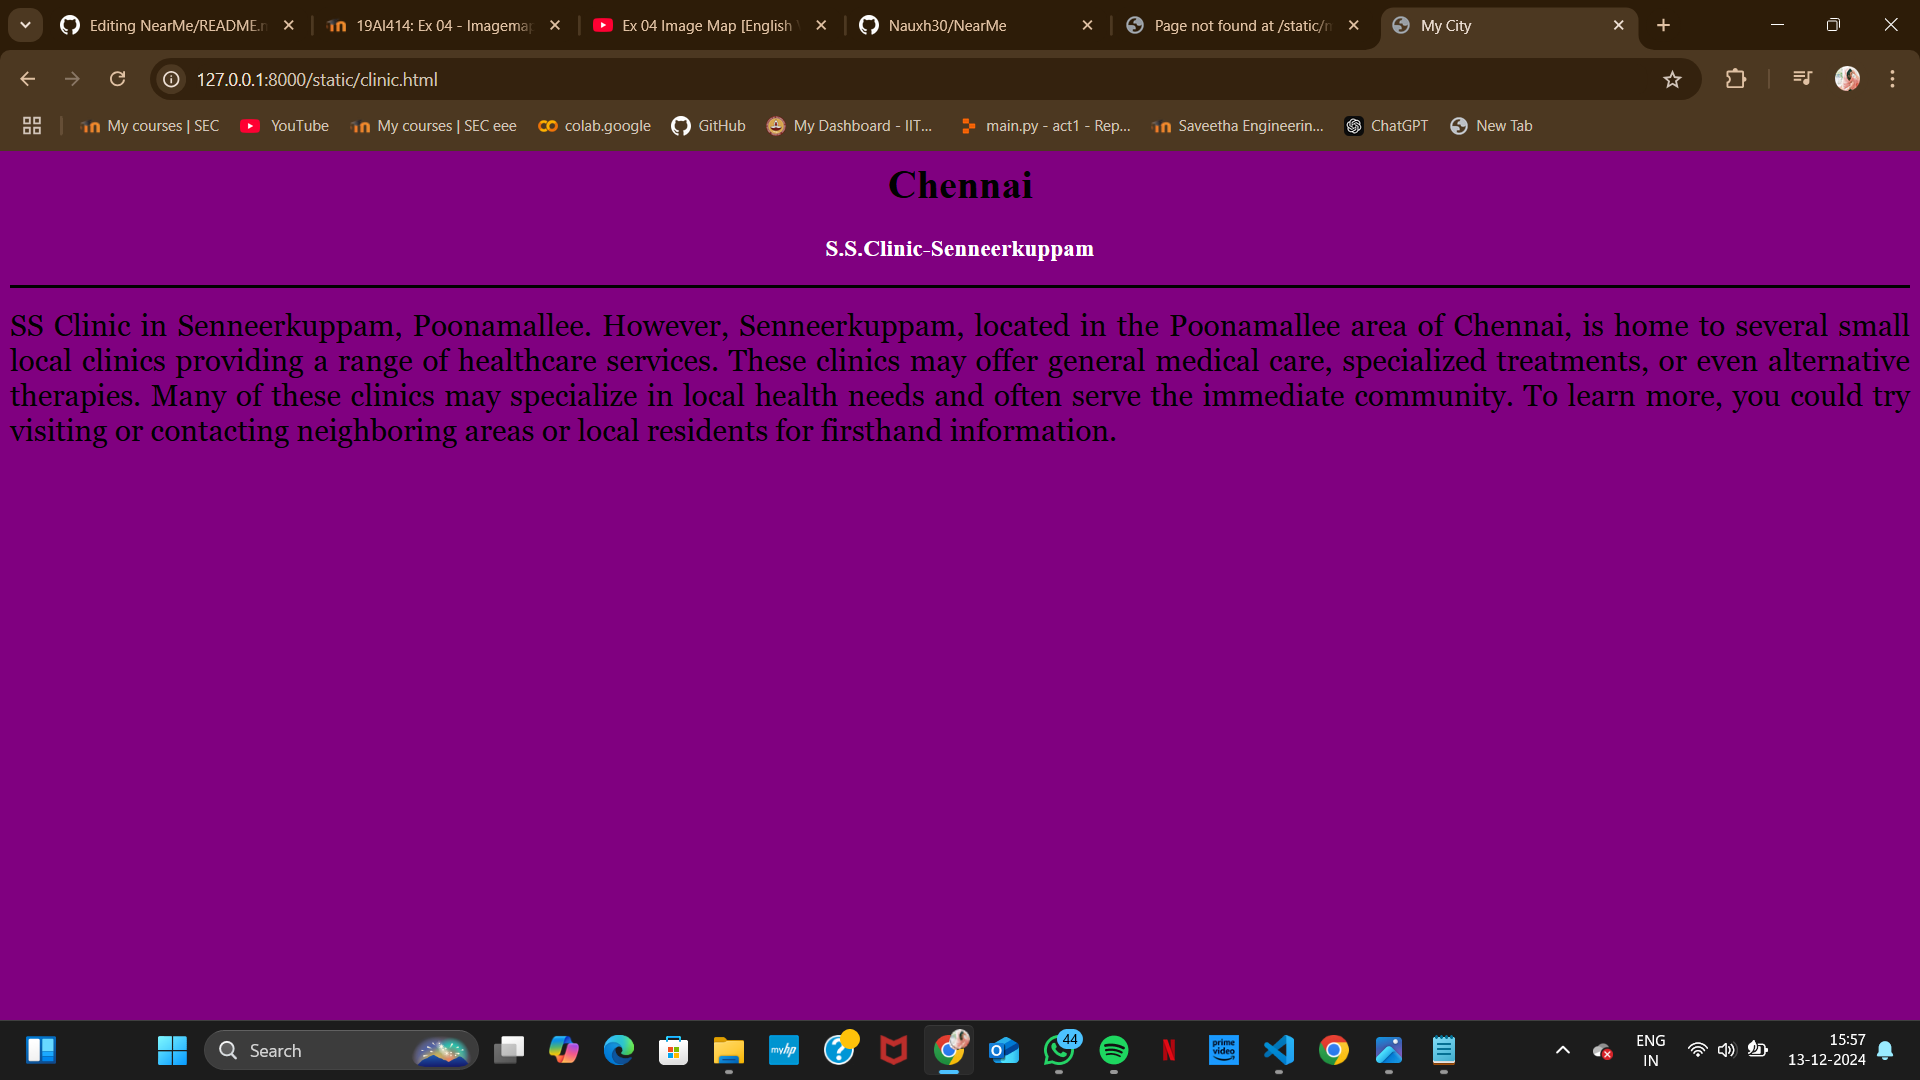 Editing NearMe/README.m
19AI414: Ex 04 - Imagemap
Ex 04 Image Map [English V
Nauxh30/NearMe
Page not found at /static/m
My City
127.0.0.1:8000/static/clinic.html
My courses | SEC
YouTube
My courses | SEC eee
colab.google
GitHub
My Dashboard - IIT...
main.py - act1 - Rep...
Saveetha Engineerin...
ChatGPT
New Tab
Chennai
S.S.Clinic-Senneerkuppam
SS Clinic in Senneerkuppam, Poonamallee. However, Senneerkuppam, located in the Poonamallee area of Chennai, is home to several small
local clinics providing a range of healthcare services. These clinics may offer general medical care, specialized treatments, or even alternative
therapies. Many of these clinics may specialize in local health needs and often serve the immediate community. To learn more, you could try
visiting or contacting neighboring areas or local residents for firsthand information.
Search
myhp
44
prime video
ENG
IN
15:57
13-12-2024